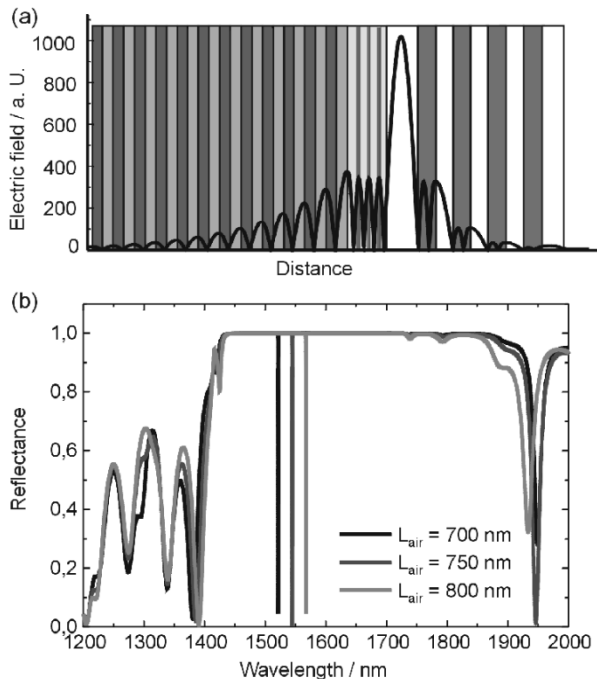 (a)
1000
800
600
400
200
0
Electric field / a. U.
Distance
(b)
1,0
0,8
0,6
0,4
0,2
0,0
Reflectance
L_air = 700 nm
L_air = 750 nm
L_air = 800 nm
1200 1300 1400 1500 1600 1700 1800 1900 2000
Wavelength / nm